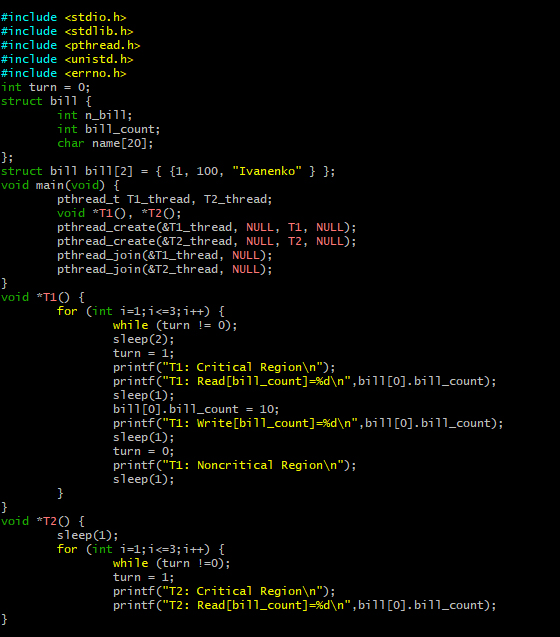 #include <stdio.h>
#include <stdlib.h>
#include <pthread.h>
#include <unistd.h>
#include <errno.h>
int turn = 0;
struct bill {
        int n_bill;
        int bill_count;
        char name[20];
};
struct bill bill[2] = { {1, 100, "Ivanenko" } };
void main(void) {
        pthread_t T1_thread, T2_thread;
        void *T1(), *T2();
        pthread_create(&T1_thread, NULL, T1, NULL);
        pthread_create(&T2_thread, NULL, T2, NULL);
        pthread_join(&T1_thread, NULL);
        pthread_join(&T2_thread, NULL);
}
void *T1() {
        for (int i=1;i<=3;i++) {
                while (turn != 0);
                sleep(2);
                turn = 1;
                printf("T1: Critical Region\n");
                printf("T1: Read[bill_count]=%d\n",bill[0].bill_count);
                sleep(1);
                bill[0].bill_count = 10;
                printf("T1: Write[bill_count]=%d\n",bill[0].bill_count);
                sleep(1);
                turn = 0;
                printf("T1: Noncritical Region\n");
                sleep(1);
        }
}
void *T2() {
        sleep(1);
        for (int i=1;i<=3;i++) {
                while (turn !=0);
                turn = 1;
                printf("T2: Critical Region\n");
                printf("T2: Read[bill_count]=%d\n",bill[0].bill_count);
}